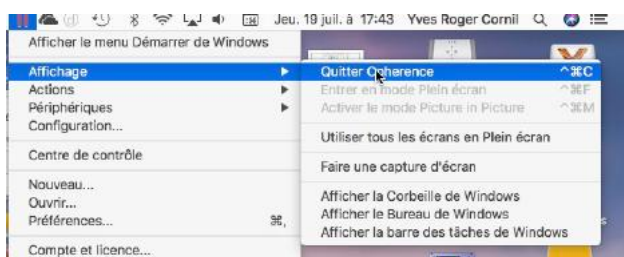 Jeu. 19 juil. à 17:43 Yves Roger Cornil
Afficher le menu Démarrer de Windows
Affichage
Actions
Périphériques
Configuration...
Centre de contrôle
Nouveau...
Ouvrir...
Préférences... ⌘,
Compte et licence...
Quitter Coherence ^⌘C
Entrer en mode Plein écran ^⌘F
Activer le mode Picture in Picture ^⌘M
Utiliser tous les écrans en Plein écran
Faire une capture d'écran
Afficher la Corbeille de Windows
Afficher le Bureau de Windows
Afficher la barre des tâches de Windows